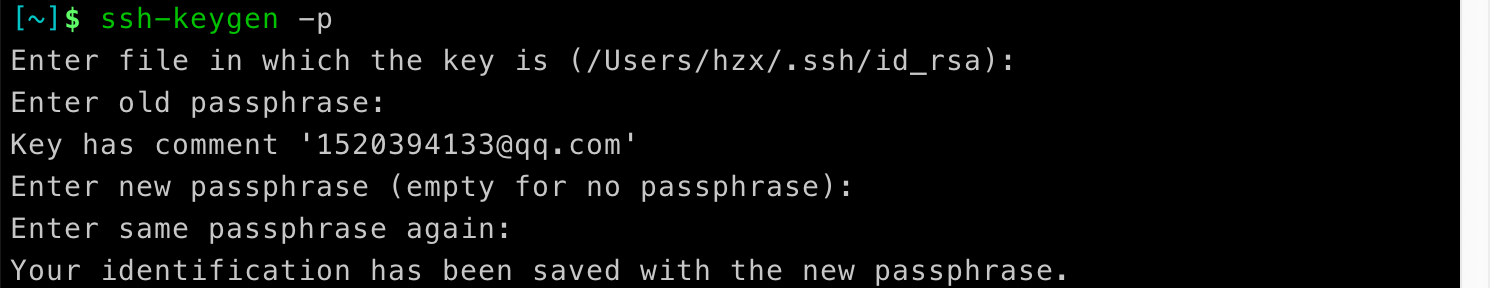 [~]$ ssh-keygen -p
Enter file in which the key is (/Users/hzx/.ssh/id_rsa):
Enter old passphrase:
Key has comment '1520394133@qq.com'
Enter new passphrase (empty for no passphrase):
Enter same passphrase again:
Your identification has been saved with the new passphrase.